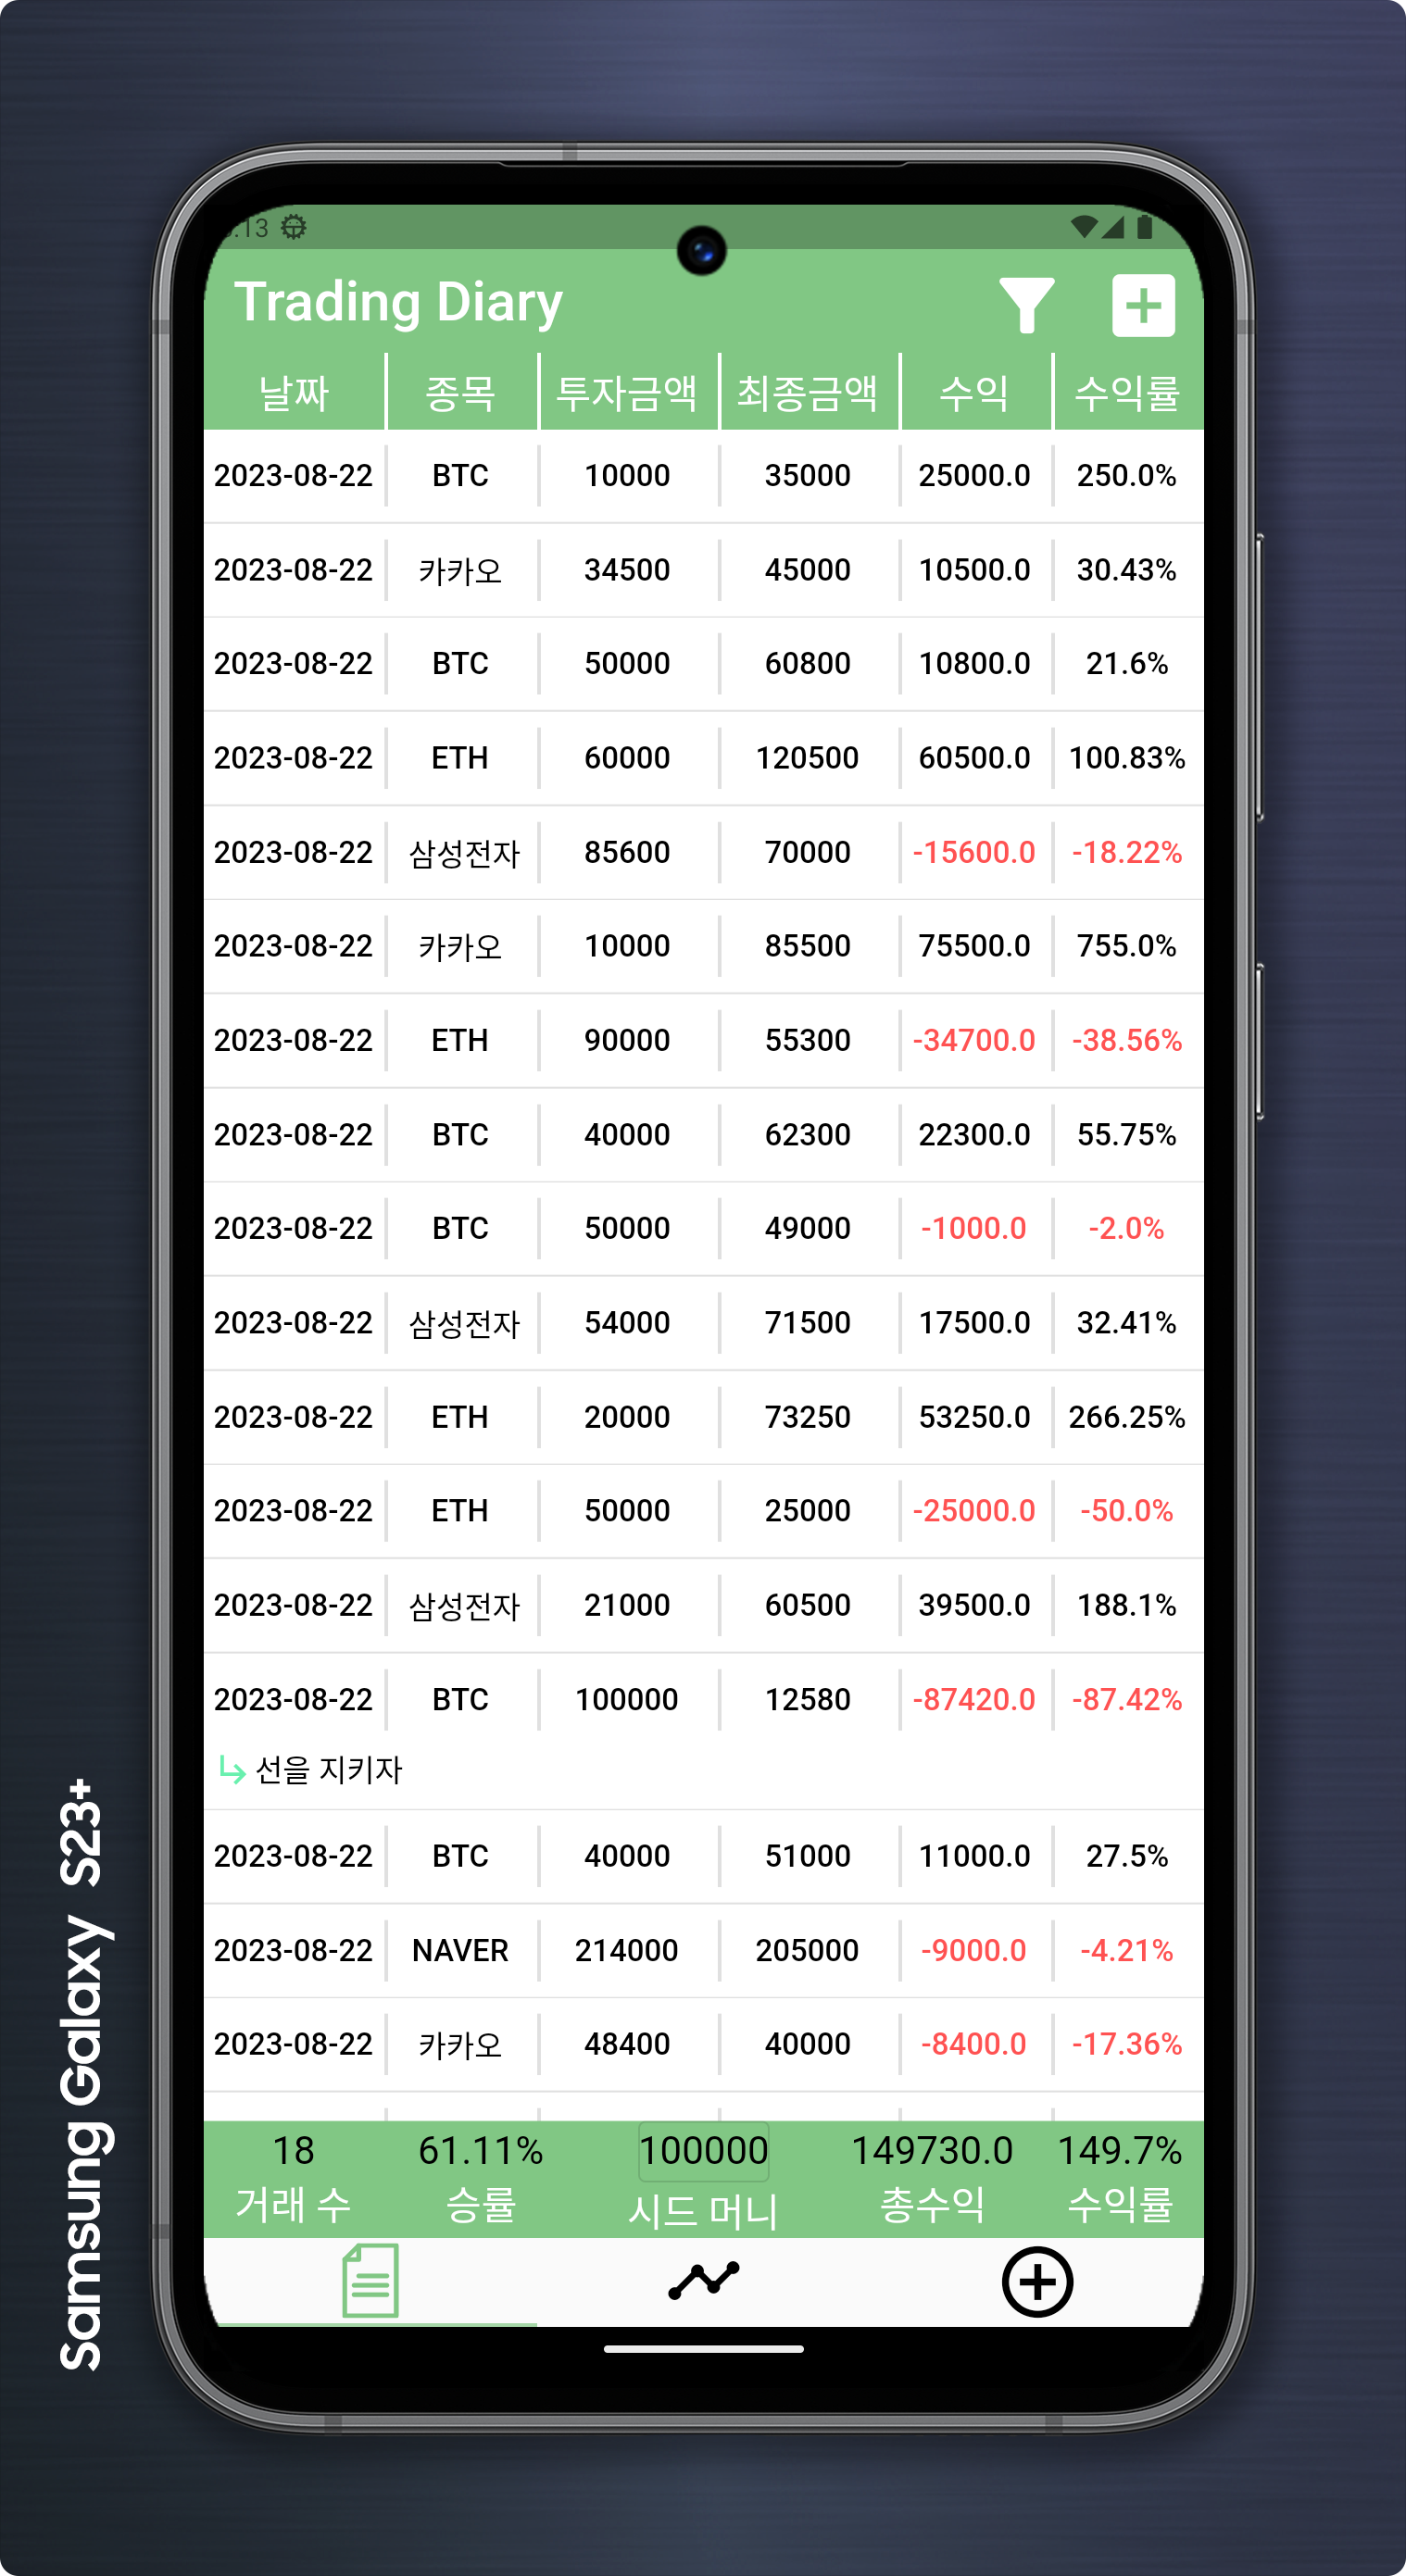 :13
Trading Diary
날짜 종목 투자금액 최종금액 수익 수익률
2023-08-22 BTC 10000 35000 25000.0 250.0%
2023-08-22 카카오 34500 45000 10500.0 30.43%
2023-08-22 BTC 50000 60800 10800.0 21.6%
2023-08-22 ETH 60000 120500 60500.0 100.83%
2023-08-22 삼성전자 85600 70000 -15600.0 -18.22%
2023-08-22 카카오 10000 85500 75500.0 755.0%
2023-08-22 ETH 90000 55300 -34700.0 -38.56%
2023-08-22 BTC 40000 62300 22300.0 55.75%
2023-08-22 BTC 50000 49000 -1000.0 -2.0%
2023-08-22 삼성전자 54000 71500 17500.0 32.41%
2023-08-22 ETH 20000 73250 53250.0 266.25%
2023-08-22 ETH 50000 25000 -25000.0 -50.0%
2023-08-22 삼성전자 21000 60500 39500.0 188.1%
2023-08-22 BTC 100000 12580 -87420.0 -87.42%
선을 지키자
2023-08-22 BTC 40000 51000 11000.0 27.5%
2023-08-22 NAVER 214000 205000 -9000.0 -4.21%
2023-08-22 카카오 48400 40000 -8400.0 -17.36%
18 61.11% 100000 149730.0 149.7%
거래 수 승률 시드 머니 총수익 수익률
Samsung Galaxy S23+